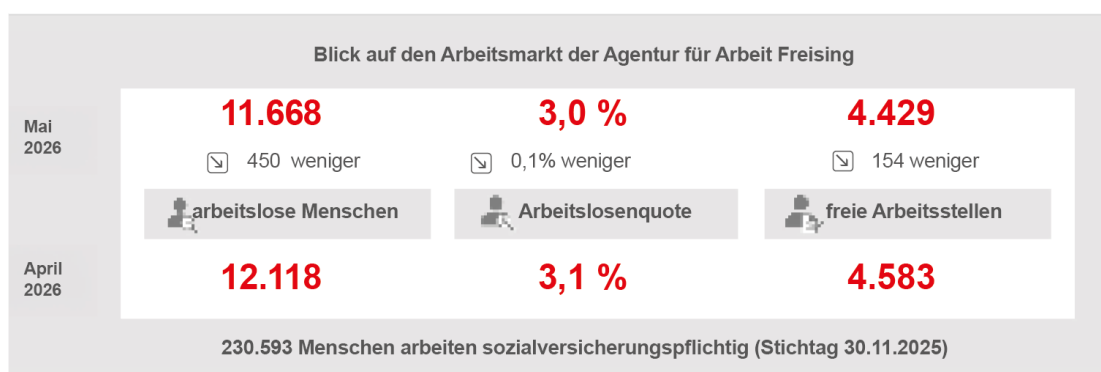 Blick auf den Arbeitsmarkt der Agentur für Arbeit Freising
Mai
2026
11.668 3,0 % 4.429
450 weniger 0,1% weniger 154 weniger
arbeitslose Menschen Arbeitslosenquote freie Arbeitsstellen
April
2026
12.118 3,1 % 4.583
230.593 Menschen arbeiten sozialversicherungspflichtig (Stichtag 30.11.2025)